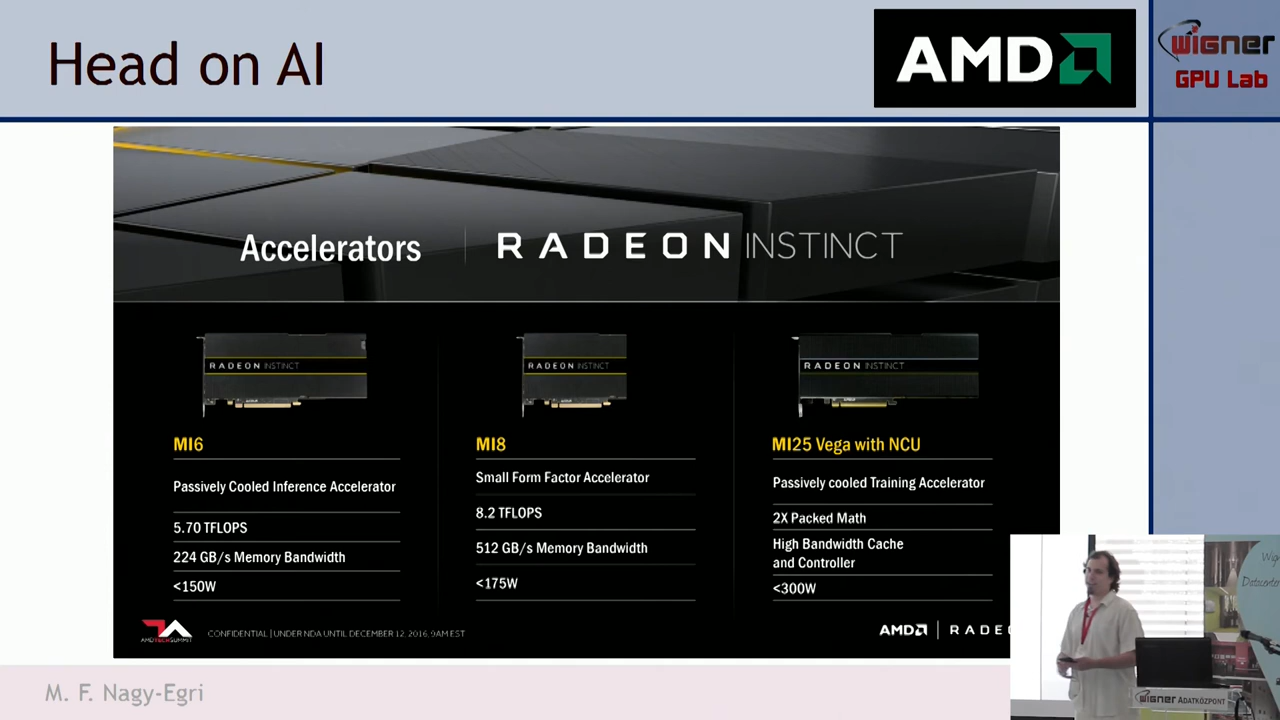 Head on AI
AMD
wigner
GPU Lab
Accelerators
RADEON INSTINCT
RADEON INSTINCT
RADEON INSTINCT
RADEON INSTINCT
MI6
Passively Cooled Inference Accelerator
5.70 TFLOPS
224 GB/s Memory Bandwidth
<150W
MI8
Small Form Factor Accelerator
8.2 TFLOPS
512 GB/s Memory Bandwidth
<175W
MI25 Vega with NCU
Passively cooled Training Accelerator
2X Packed Math
High Bandwidth Cache
and Controller
<300W
AMDTECHSUMMIT
CONFIDENTIAL | UNDER NDA UNTIL DECEMBER 12, 2016, 9AM EST
AMD
M. F. Nagy-Egri
wigner ADATKÖZPONT